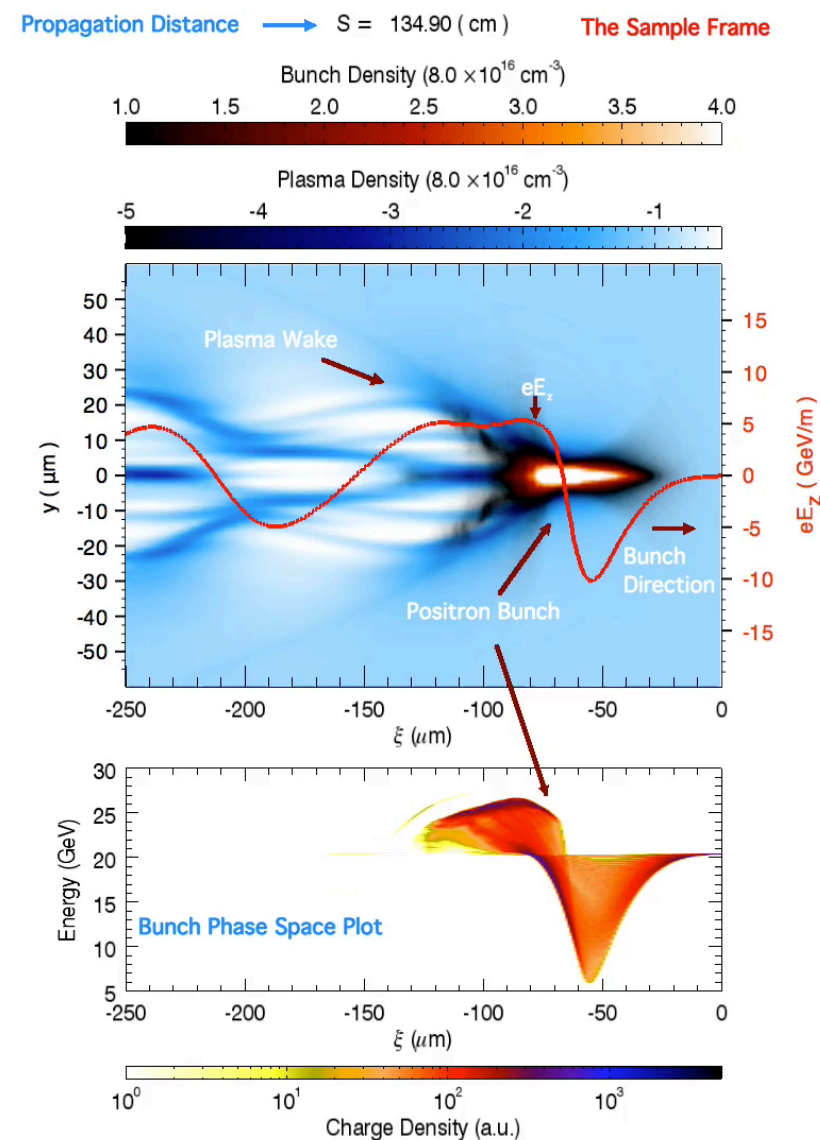 Propagation Distance → S = 134.90 ( cm )
The Sample Frame
Bunch Density (8.0 ×10¹⁶ cm⁻³)
1.0 1.5 2.0 2.5 3.0 3.5 4.0
Plasma Density (8.0 ×10¹⁶ cm⁻³)
-5 -4 -3 -2 -1
y ( μm)
50
40
30
20
10
0
-10
-20
-30
-40
-50
Plasma Wake
eE_z
Positron Bunch
Bunch
Direction
15
10
5
0
-5
-10
-15
eE_Z ( GeV/m )
-250 -200 -150 -100 -50 0
ξ (μm)
Energy (GeV)
30
25
20
15
10
5
Bunch Phase Space Plot
-250 -200 -150 -100 -50 0
ξ (μm)
10⁰ 10¹ 10² 10³
Charge Density (a.u.)